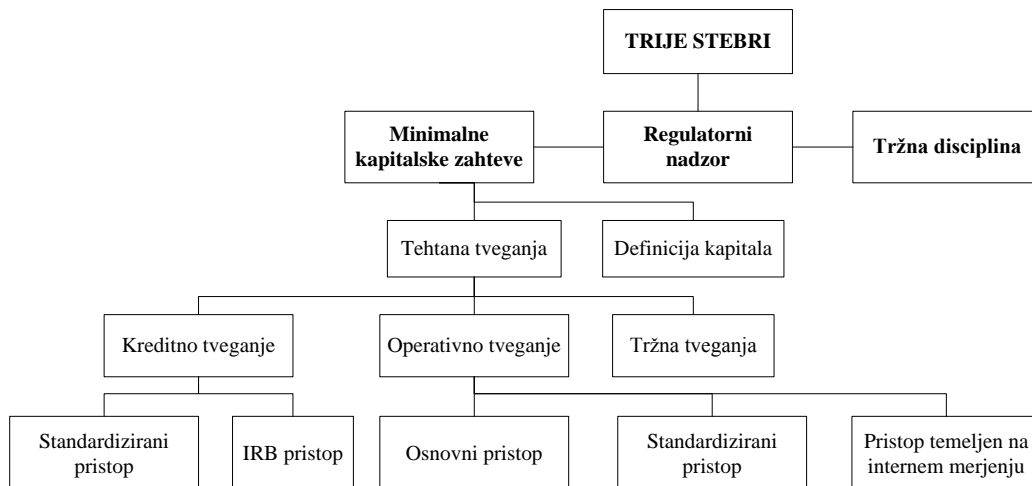 TRIJE STEBRI
Minimalne
kapitalske zahteve
Regulatorni
nadzor
Tržna disciplina
Tehtana tveganja
Definicija kapitala
Kreditno tveganje
Operativno tveganje
Tržna tveganja
Standardizirani
pristop
IRB pristop
Osnovni pristop
Standardizirani
pristop
Pristop temeljen na
internem merjenju